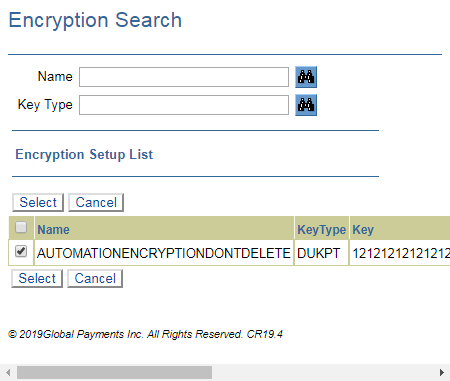 Encryption Search
Name
Key Type
Encryption Setup List
Select Cancel
Name KeyType Key
AUTOMATIONENCRYPTIONDONTDELETE DUKPT 12121212121212
Select Cancel
© 2019Global Payments Inc. All Rights Reserved. CR19.4